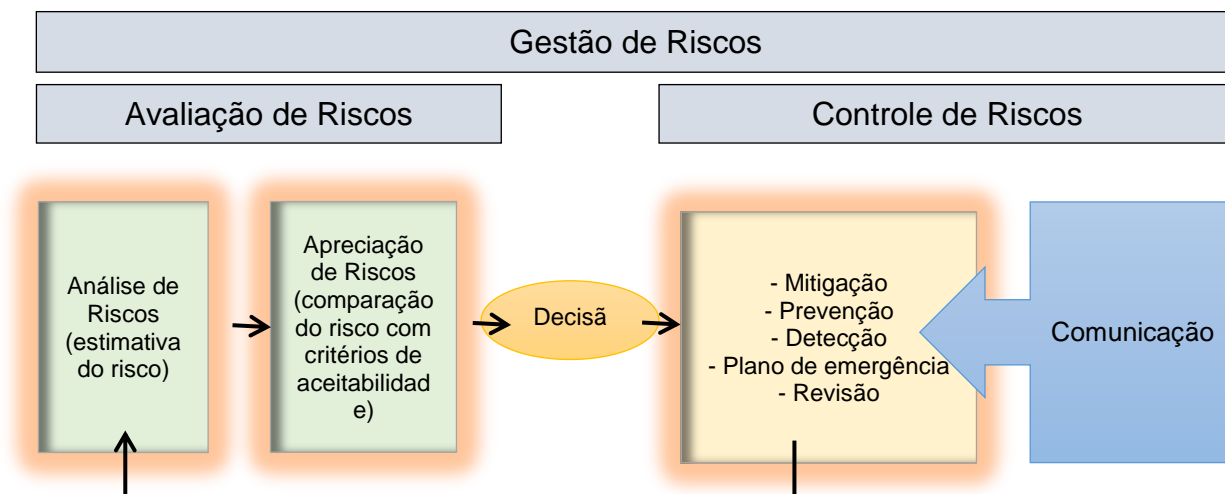 Gestão de Riscos
Avaliação de Riscos
Controle de Riscos
Análise de
Riscos
(estimativa
do risco)
Apreciação
de Riscos
(comparação
do risco com
critérios de
aceitabilidad
e)
Decisã
- Mitigação
- Prevenção
- Detecção
- Plano de emergência
- Revisão
Comunicação